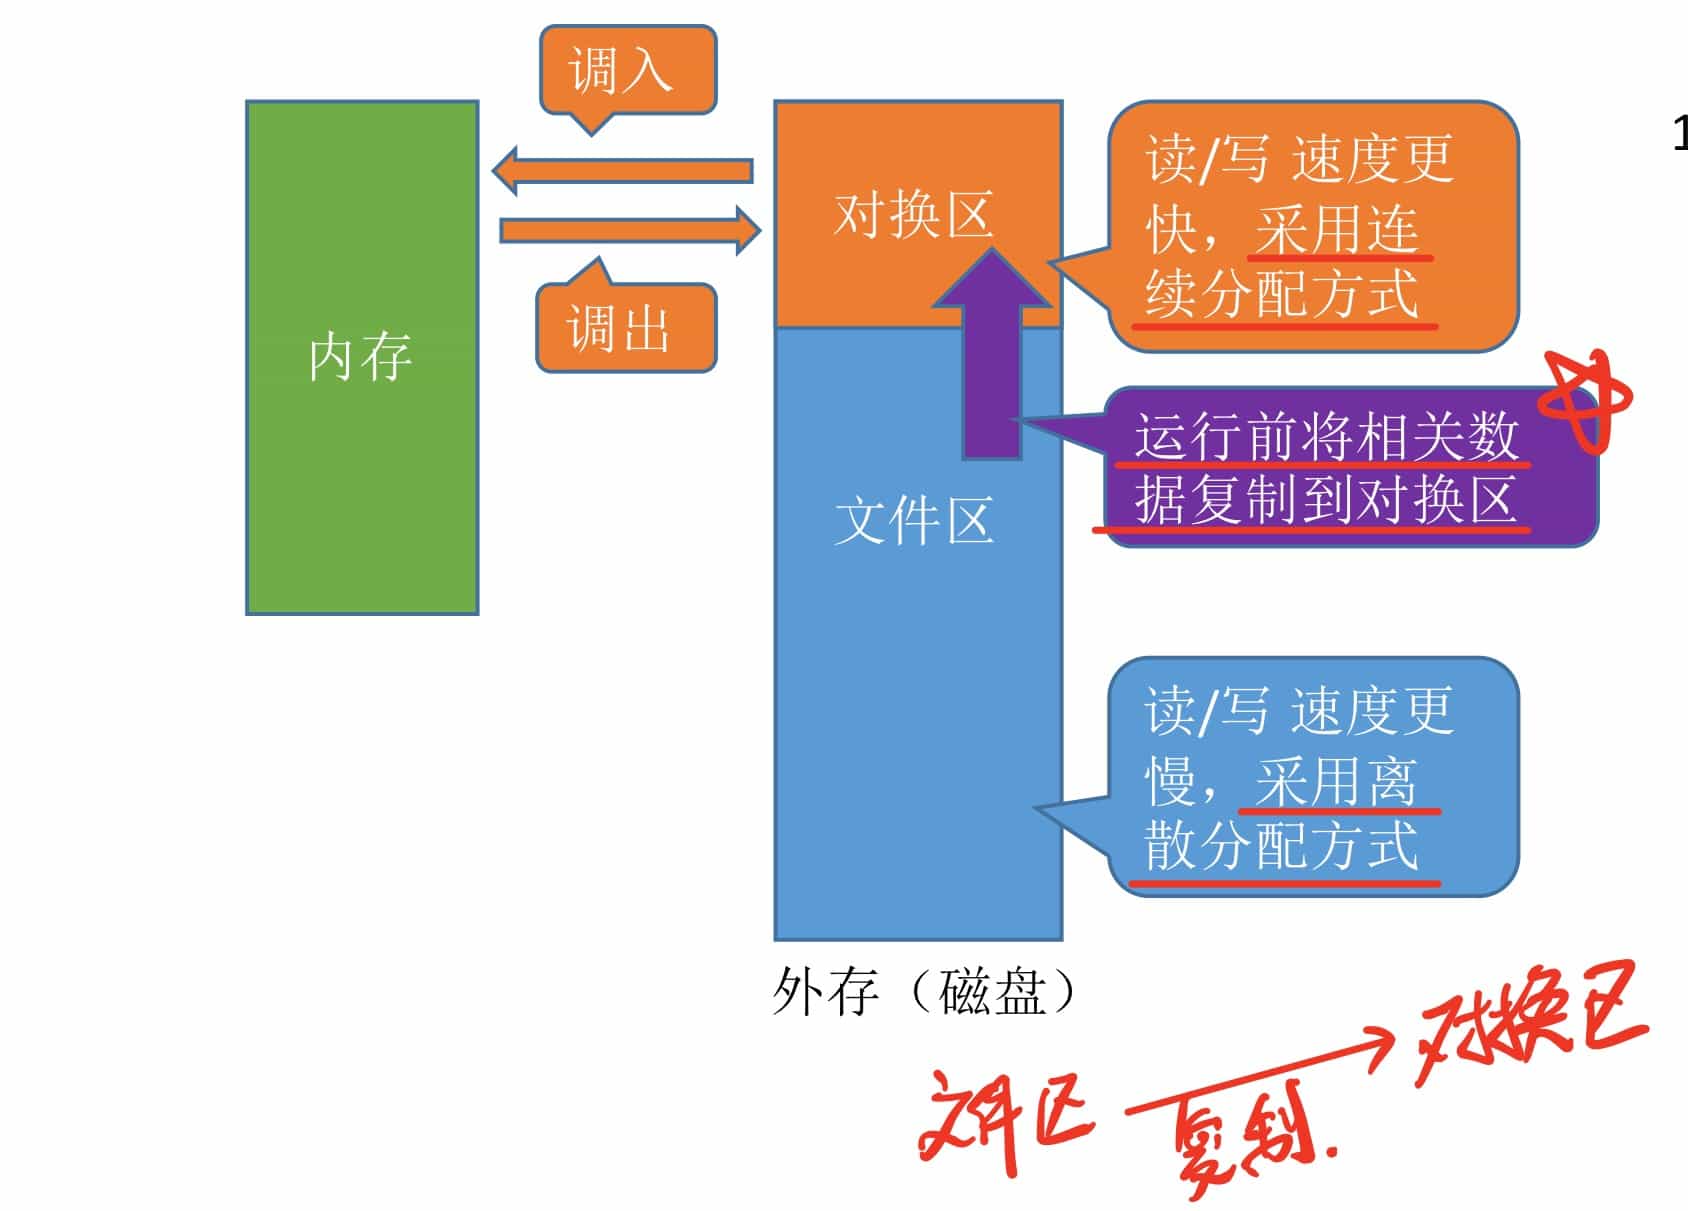 调入
1
内存
对换区
读/写 速度更
快，采用连
续分配方式
调出
运行前将相关数
据复制到对换区
文件区
读/写 速度更
慢，采用离
散分配方式
外存（磁盘）
文件区 复制. 对换区